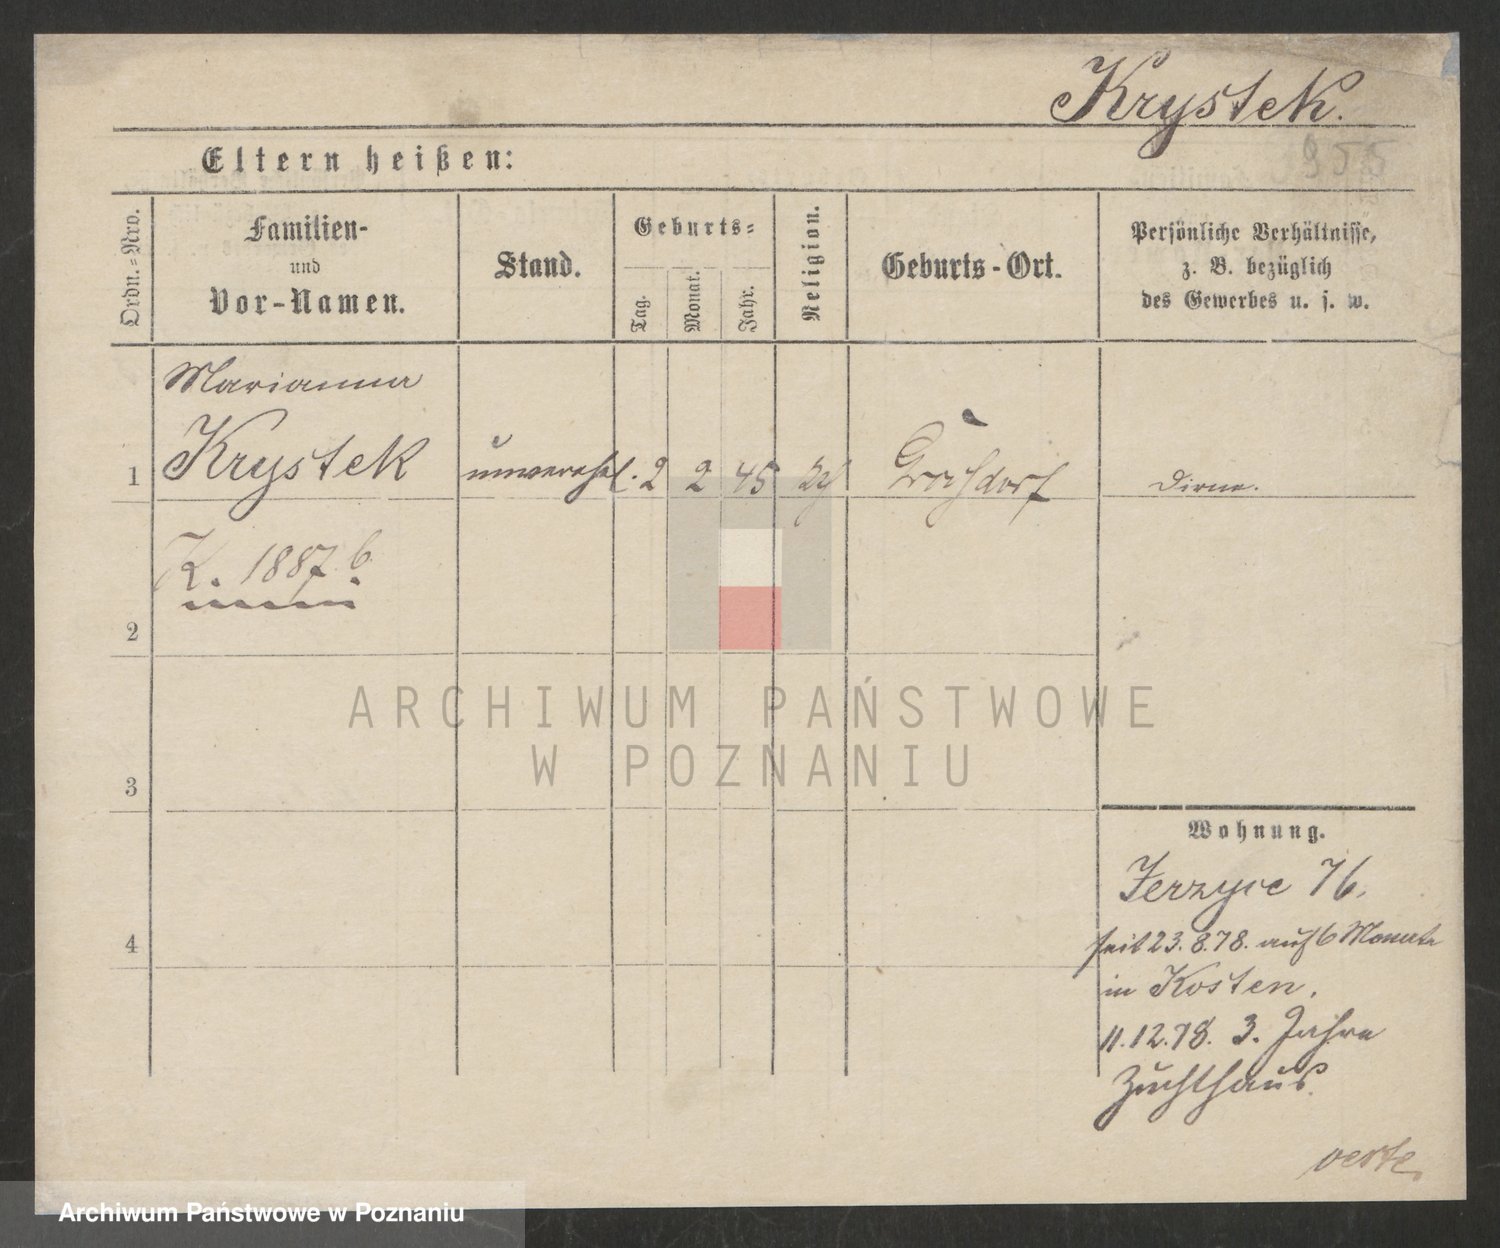 Krystek.
955
Eltern heißen:
Ordn.=Nro.
Familien-
und
Vor-Namen.
Stand.
Geburts=
Tag.
Monat.
Jahr.
Religion.
Geburts-Ort.
Persönliche Verhältnisse,
z. B. bezüglich
des Gewerbes u. s. w.
Marianna
1 Krystek unverehel. 2 2 45 Dirne.
K. 1887 6
2
3
4
ARCHIWUM PAŃSTWOWE
W POZNANIU
Wohnung.
Jerzyce 76.
seit 23.8.78. auf 6 Monate
in Kosten.
11.12.78. 3. Jahre
Zuchthaus.
verte.
Archiwum Państwowe w Poznaniu